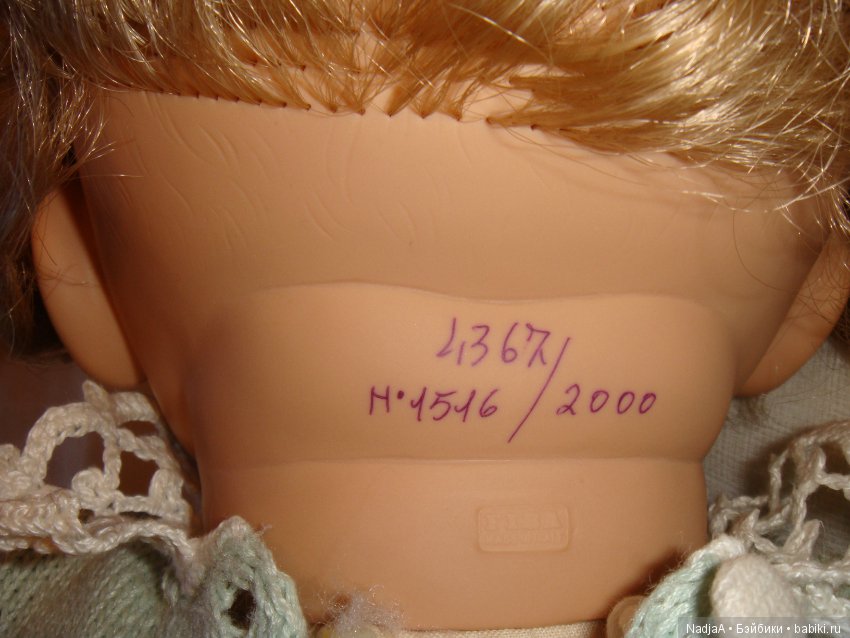 4367/
N°1516/2000
NadjaA • Бэйбики • babiki.ru